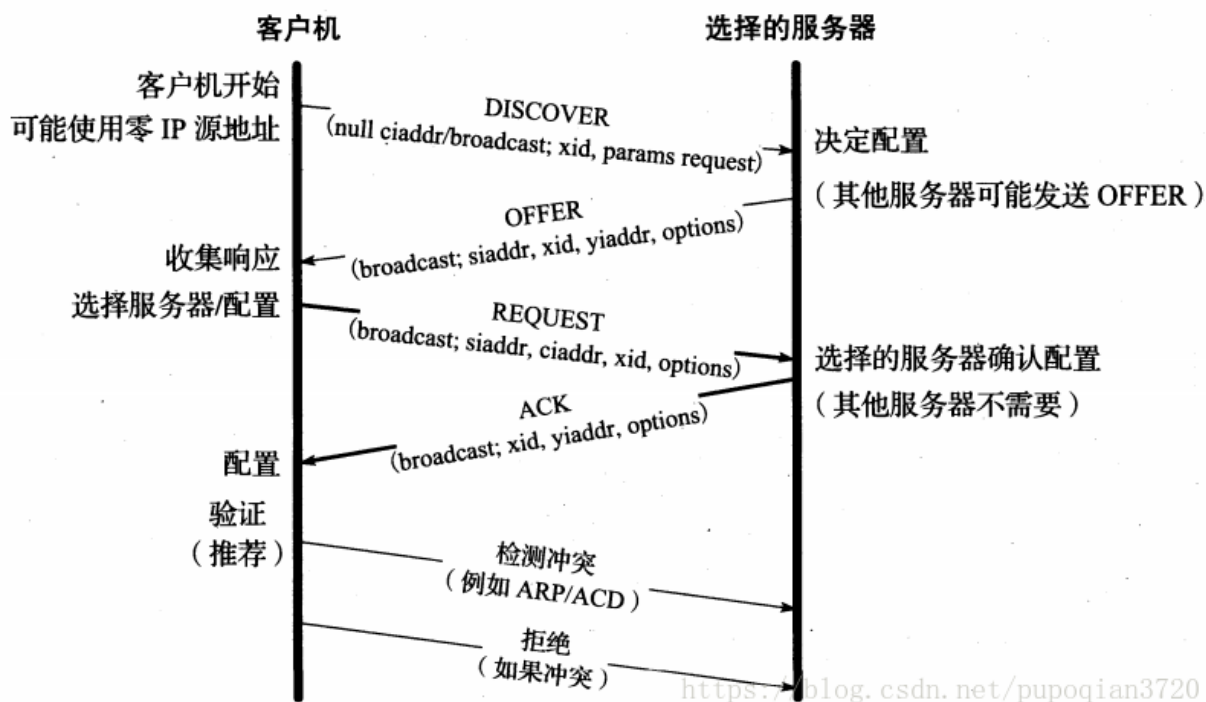 客户机
选择的服务器
客户机开始
可能使用零 IP 源地址
DISCOVER
(null ciaddr/broadcast; xid, params request)
决定配置
(其他服务器可能发送 OFFER)
OFFER
(broadcast; siaddr, xid, yiaddr, options)
收集响应
选择服务器/配置
REQUEST
(broadcast; siaddr, ciaddr, xid, options)
选择的服务器确认配置
(其他服务器不需要)
ACK
(broadcast; xid, yiaddr, options)
配置
验证
(推荐)
检测冲突
(例如 ARP/ACD)
拒绝
(如果冲突)
https://blog.csdn.net/pupoqian3720